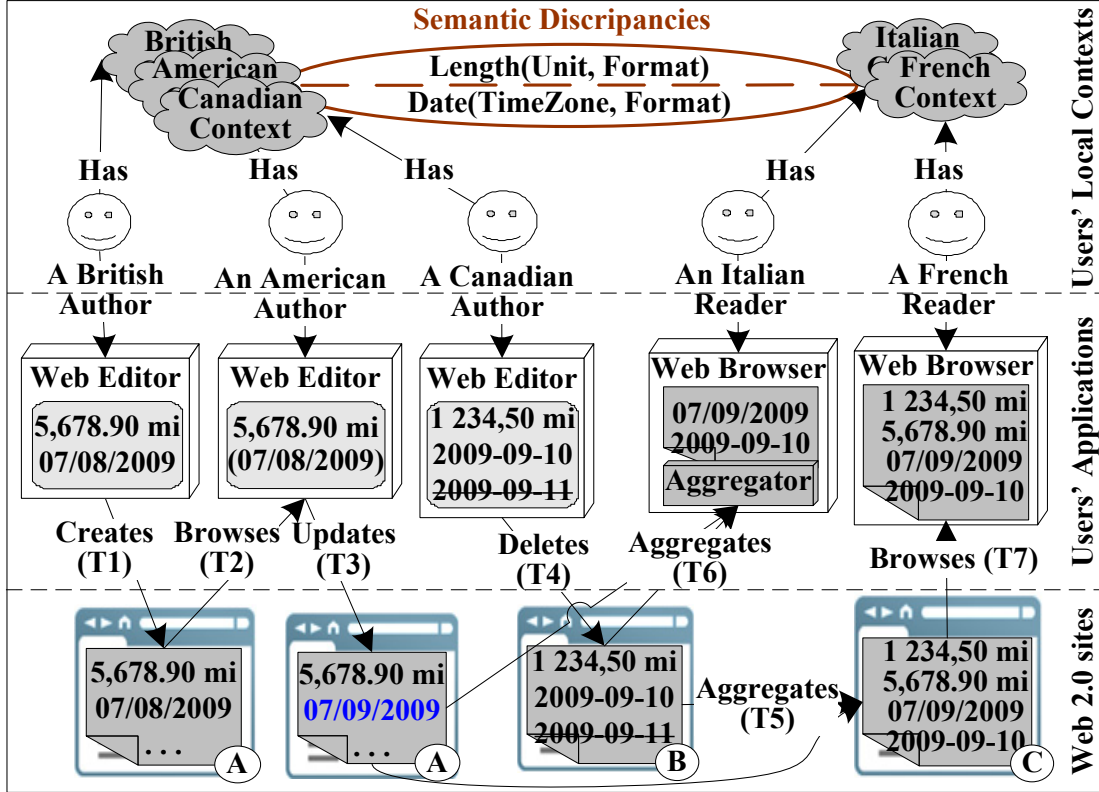 Semantic Discripancies
British
American
Canadian
Context
Length(Unit, Format)
Date(TimeZone, Format)
Italian
C
French
Context
Has
Has
Has
Has
Has
A British
Author
An American
Author
A Canadian
Author
An Italian
Reader
A French
Reader
Users' Local Contexts
Web Editor
5,678.90 mi
07/08/2009
Web Editor
5,678.90 mi
(07/08/2009)
Web Editor
1 234,50 mi
2009-09-10
2009-09-11
Web Browser
07/09/2009
2009-09-10
Aggregator
Web Browser
1 234,50 mi
5,678.90 mi
07/09/2009
2009-09-10
Users' Applications
Creates
(T1)
Browses
(T2)
Updates
(T3)
Deletes
(T4)
Aggregates
(T6)
Browses (T7)
5,678.90 mi
07/08/2009
. . .
A
5,678.90 mi
07/09/2009
. . .
A
1 234,50 mi
2009-09-10
2009-09-11
B
Aggregates
(T5)
1 234,50 mi
5,678.90 mi
07/09/2009
2009-09-10
C
Web 2.0 sites